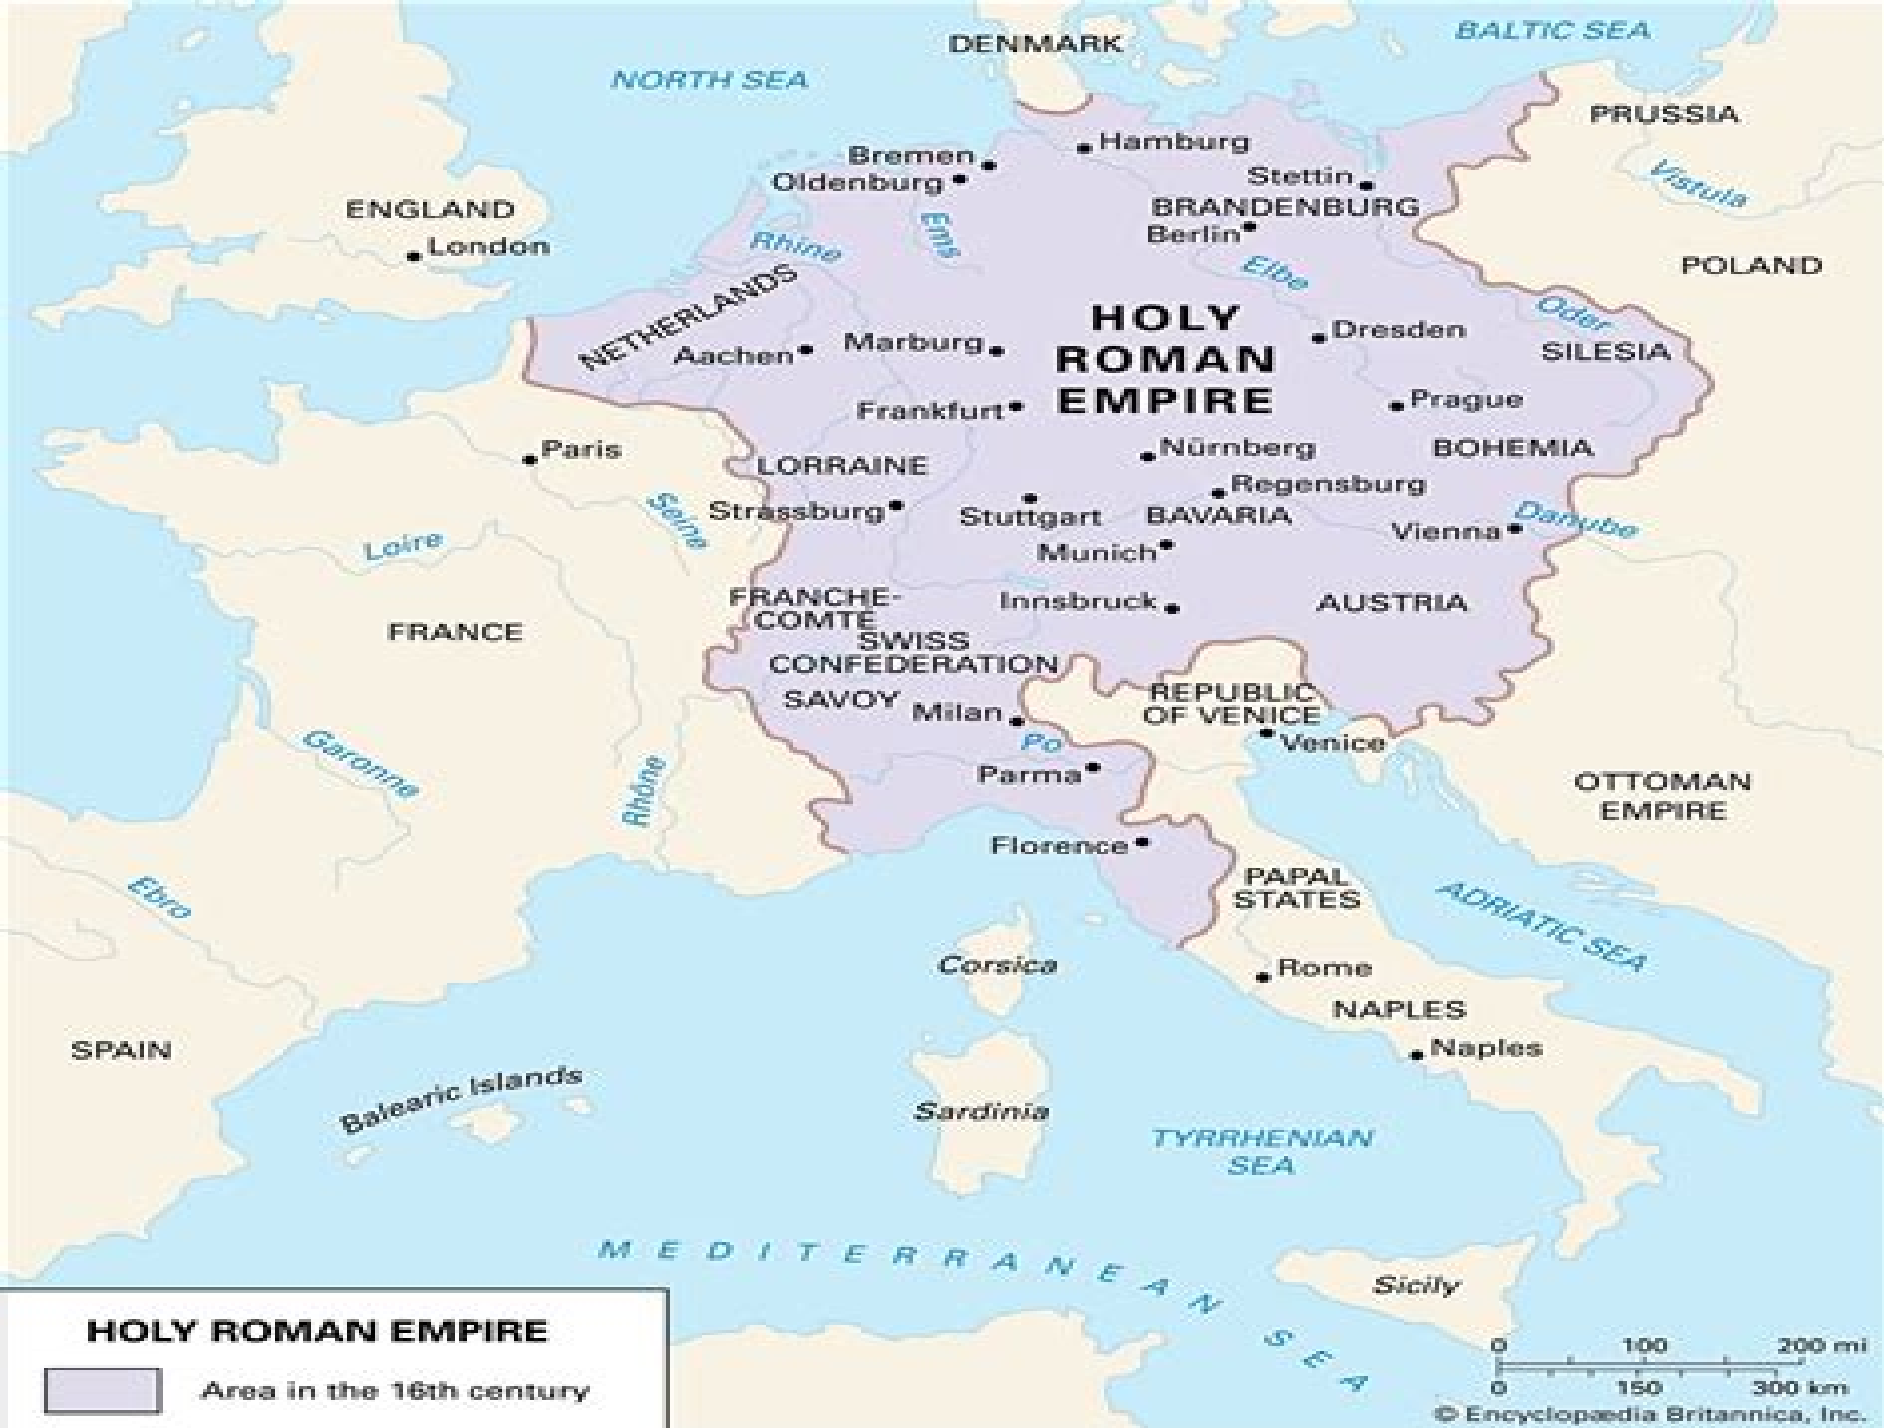 DENMARK
BALTIC SEA
NORTH SEA
PRUSSIA
Hamburg
Bremen
Oldenburg
Stettin
Vistula
ENGLAND
BRANDENBURG
Ems
Berlin
London
Rhine
Elbe
POLAND
NETHERLANDS
HOLY
ROMAN
EMPIRE
Oder
Dresden
SILESIA
Aachen
Marburg
Frankfurt
Prague
Paris
Nürnberg
BOHEMIA
LORRAINE
Regensburg
Seine
Strassburg
Stuttgart
BAVARIA
Danube
Vienna
Loire
Munich
FRANCHE-
COMTÉ
Innsbruck
AUSTRIA
FRANCE
SWISS
CONFEDERATION
SAVOY
Milan
REPUBLIC
OF VENICE
Venice
Po
Garonne
Rhône
Parma
OTTOMAN
EMPIRE
Florence
Ebro
PAPAL
STATES
ADRIATIC SEA
Corsica
Rome
NAPLES
Naples
SPAIN
Balearic Islands
Sardinia
TYRRHENIAN
SEA
MEDITERRANEAN SEA
Sicily
HOLY ROMAN EMPIRE
Area in the 16th century
0 100 200 mi
0 150 300 km
© Encyclopædia Britannica, Inc.